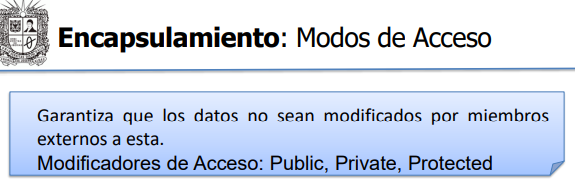 Encapsulamiento: Modos de Acceso
Garantiza que los datos no sean modificados por miembros
externos a esta.
Modificadores de Acceso: Public, Private, Protected